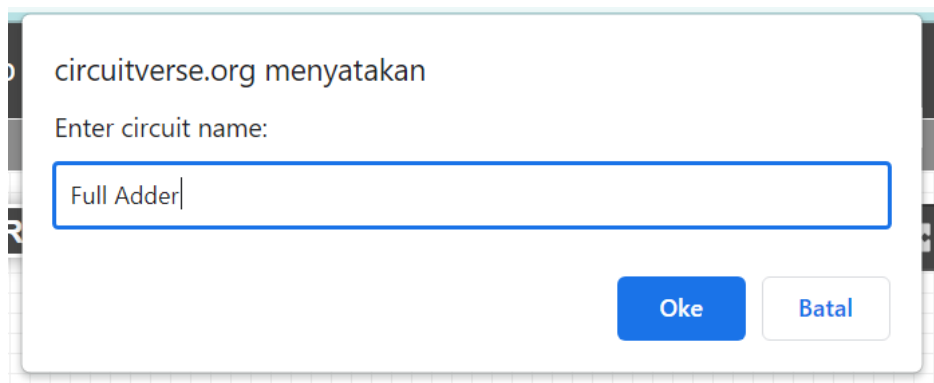 circuitverse.org menyatakan
Enter circuit name:
Full Adder
Oke Batal